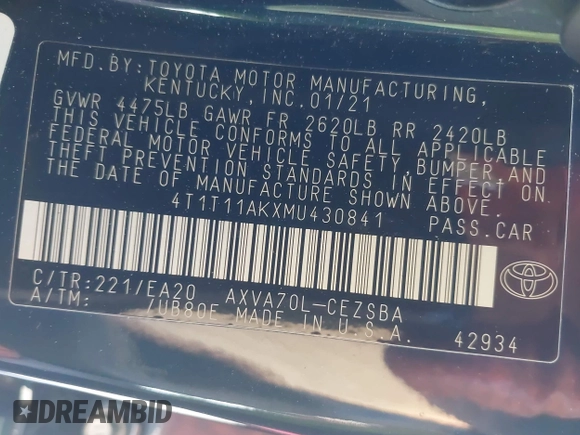 MFD.BY:TOYOTA MOTOR MANUFACTURING,
KENTUCKY,INC.01/21
GVWR 4475LB GAWR FR 2620LB RR 2420LB
THIS VEHICLE CONFORMS TO ALL APPLICABLE
FEDERAL MOTOR VEHICLE SAFETY,BUMPER,AND
THEFT PREVENTION STANDARDS IN EFFECT ON
THE DATE OF MANUFACTURE SHOWN ABOVE.
4T1T11AKXMU430841 PASS.CAR
C/TR:221/EA20 AXVA70L-CEZSBA
A/TM: /UB80F MADE IN U.S.A.
42934
DREAMBID